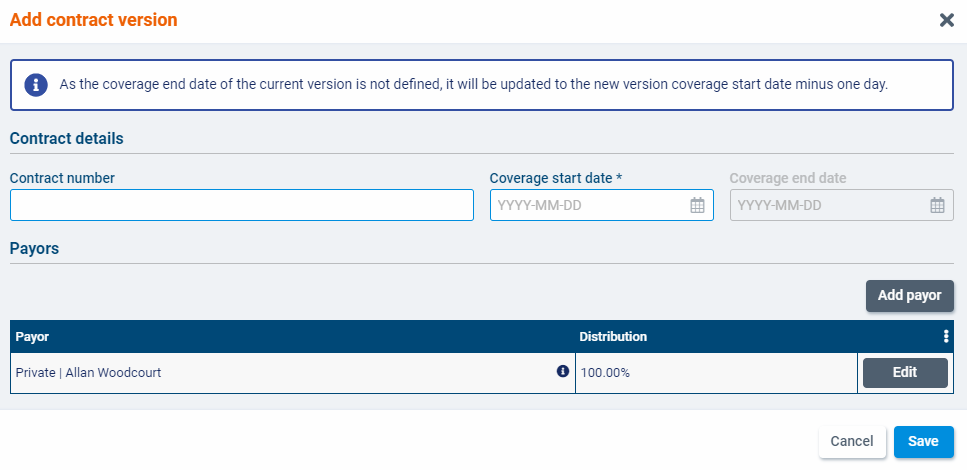 Add contract version
As the coverage end date of the current version is not defined, it will be updated to the new version coverage start date minus one day.
Contract details
Contract number
Coverage start date *
Coverage end date
YYYY-MM-DD
YYYY-MM-DD
Payors
Add payor
Payor
Distribution
Private | Allan Woodcourt
100.00%
Edit
Cancel
Save